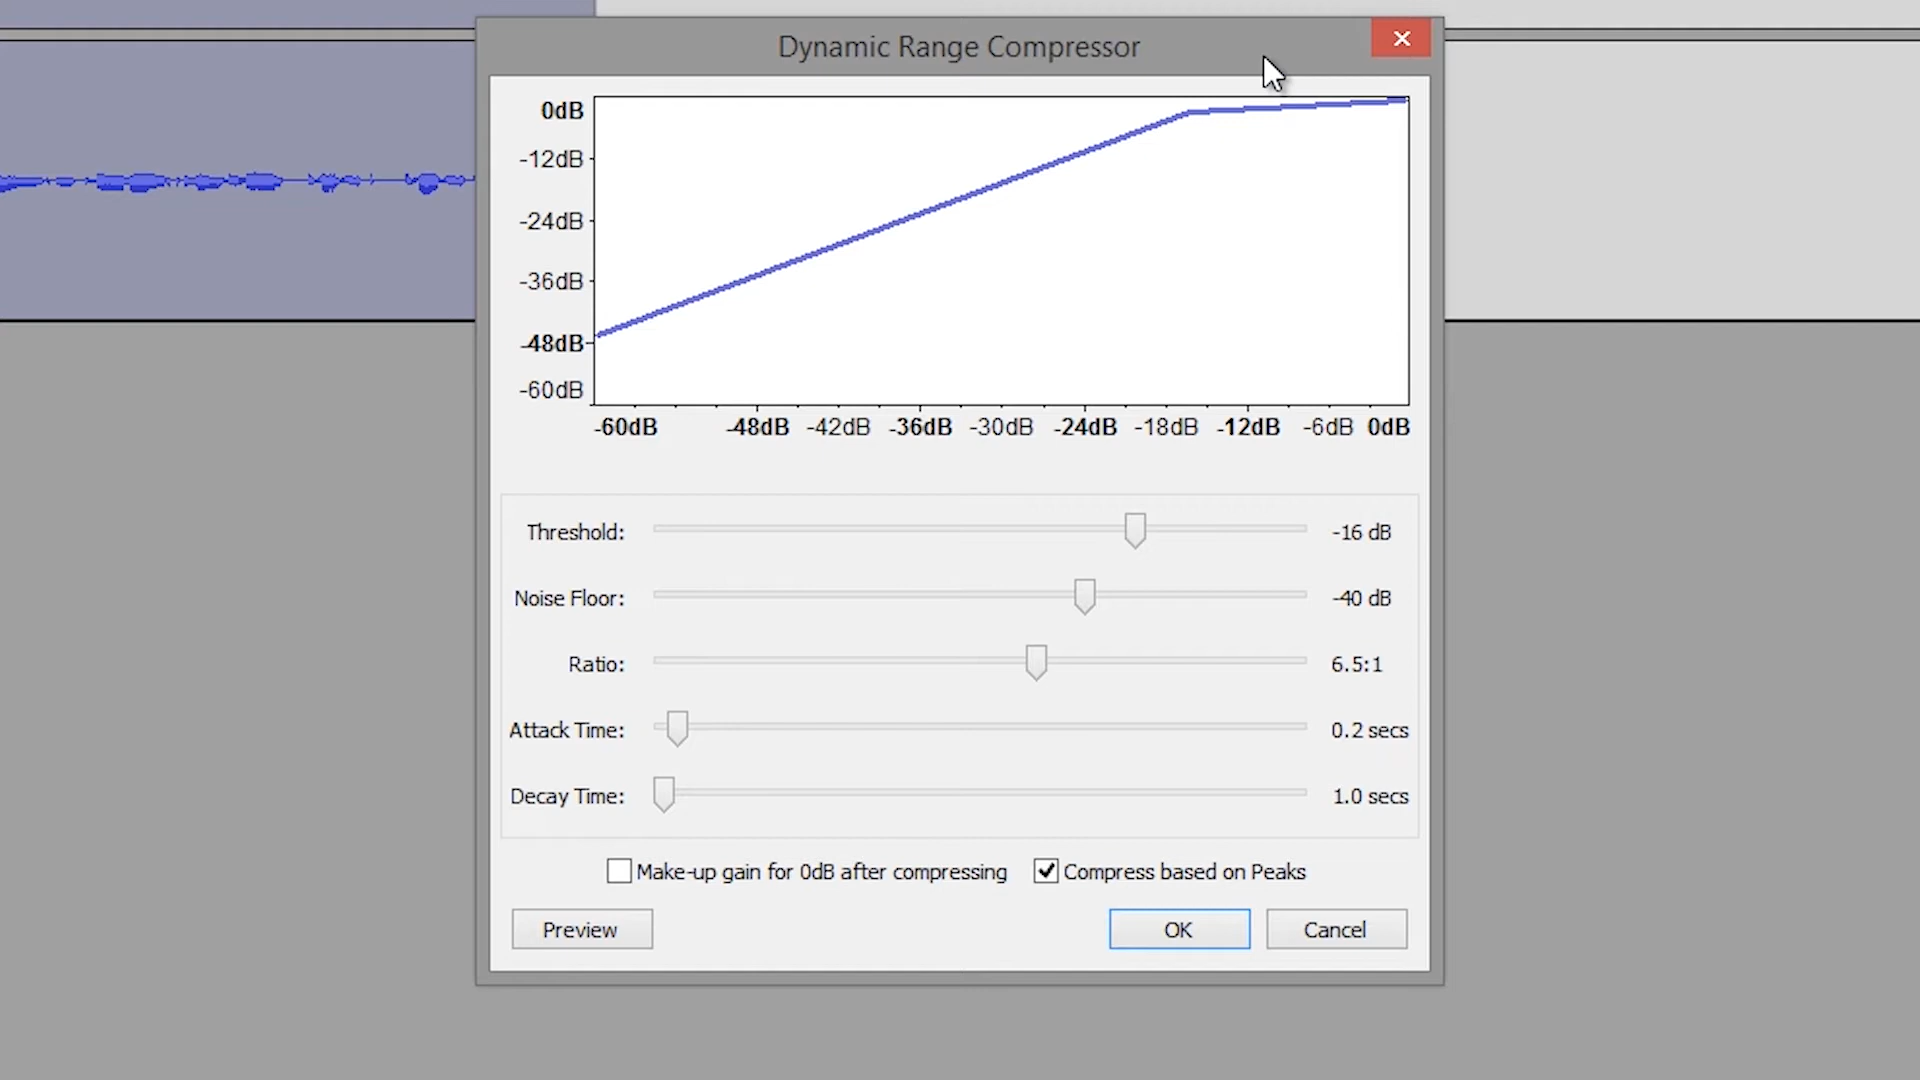 Dynamic Range Compressor
0dB
-12dB
-24dB
-36dB
-48dB
-60dB
-60dB -48dB -42dB -36dB -30dB -24dB -18dB -12dB -6dB 0dB
Threshold: -16 dB
Noise Floor: -40 dB
Ratio: 6.5:1
Attack Time: 0.2 secs
Decay Time: 1.0 secs
Make-up gain for 0dB after compressing Compress based on Peaks
Preview OK Cancel